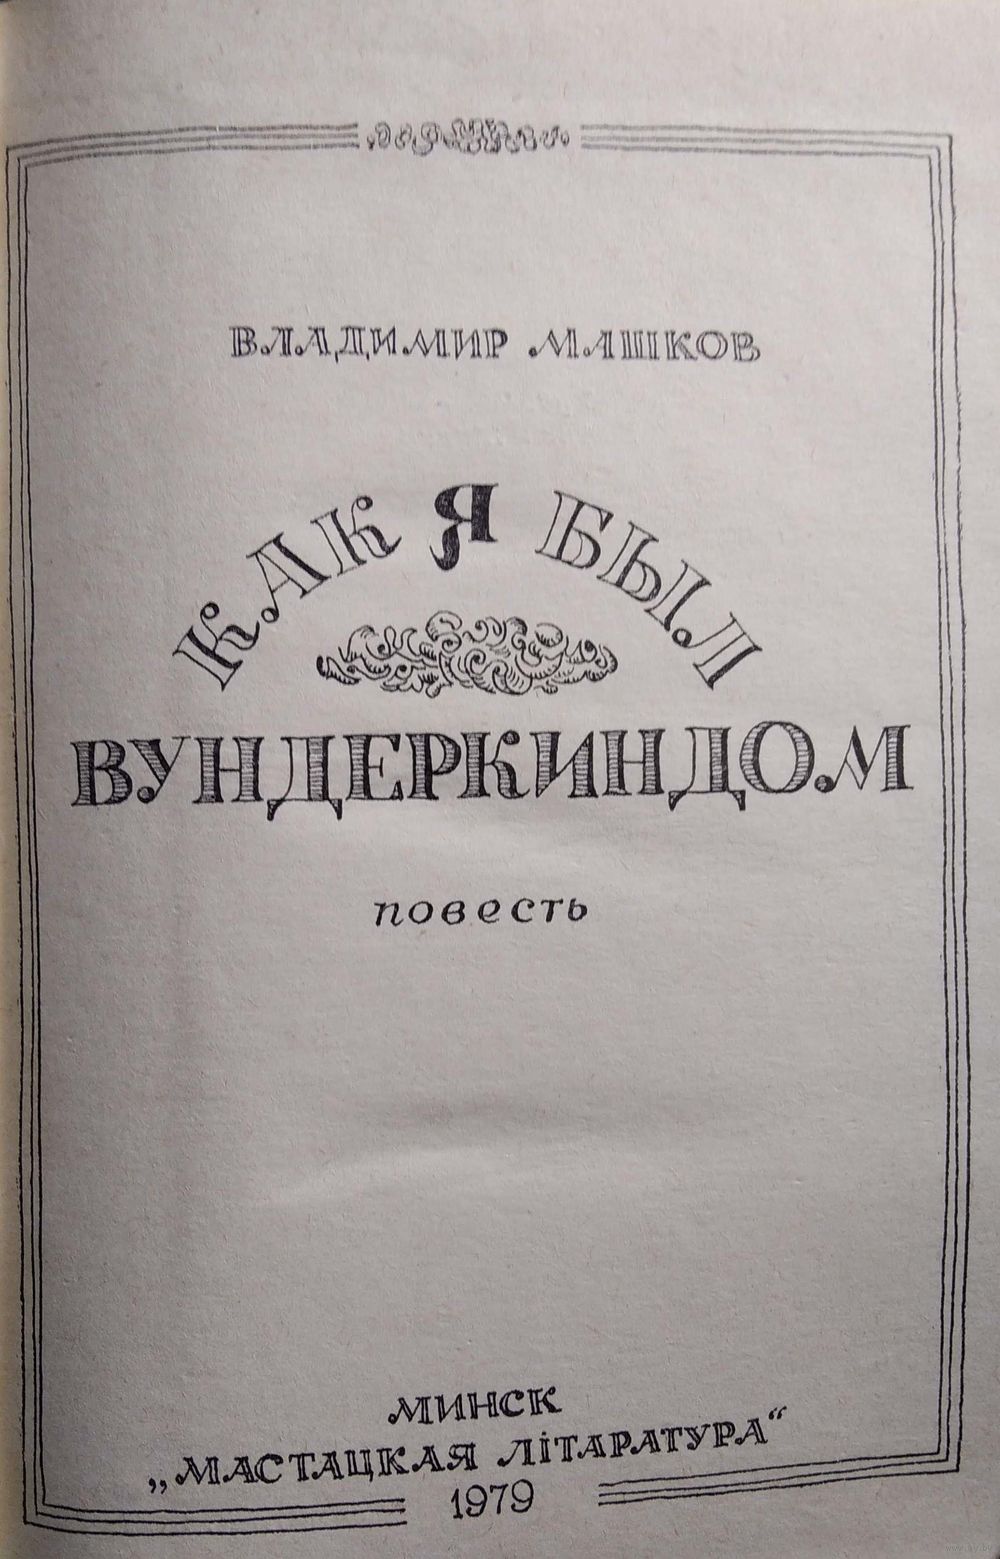 ВЛАДИМИР МАШКОВ
КАК Я БЫЛ
ВУНДЕРКИНДОМ
повесть
МИНСК
„МАСТАЦКАЯ ЛІТАРАТУРА“
1979